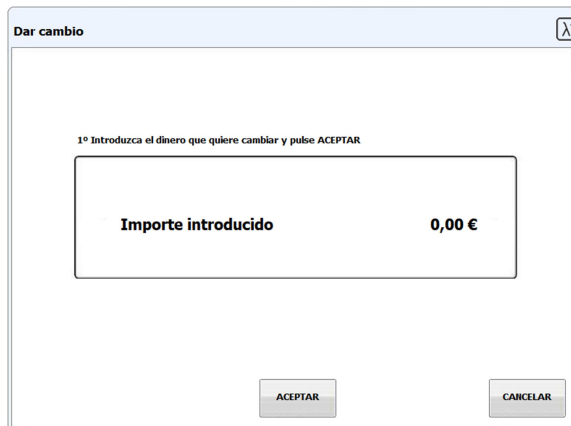 Dar cambio
1º Introduzca el dinero que quiere cambiar y pulse ACEPTAR
Importe introducido 0,00 €
ACEPTAR CANCELAR